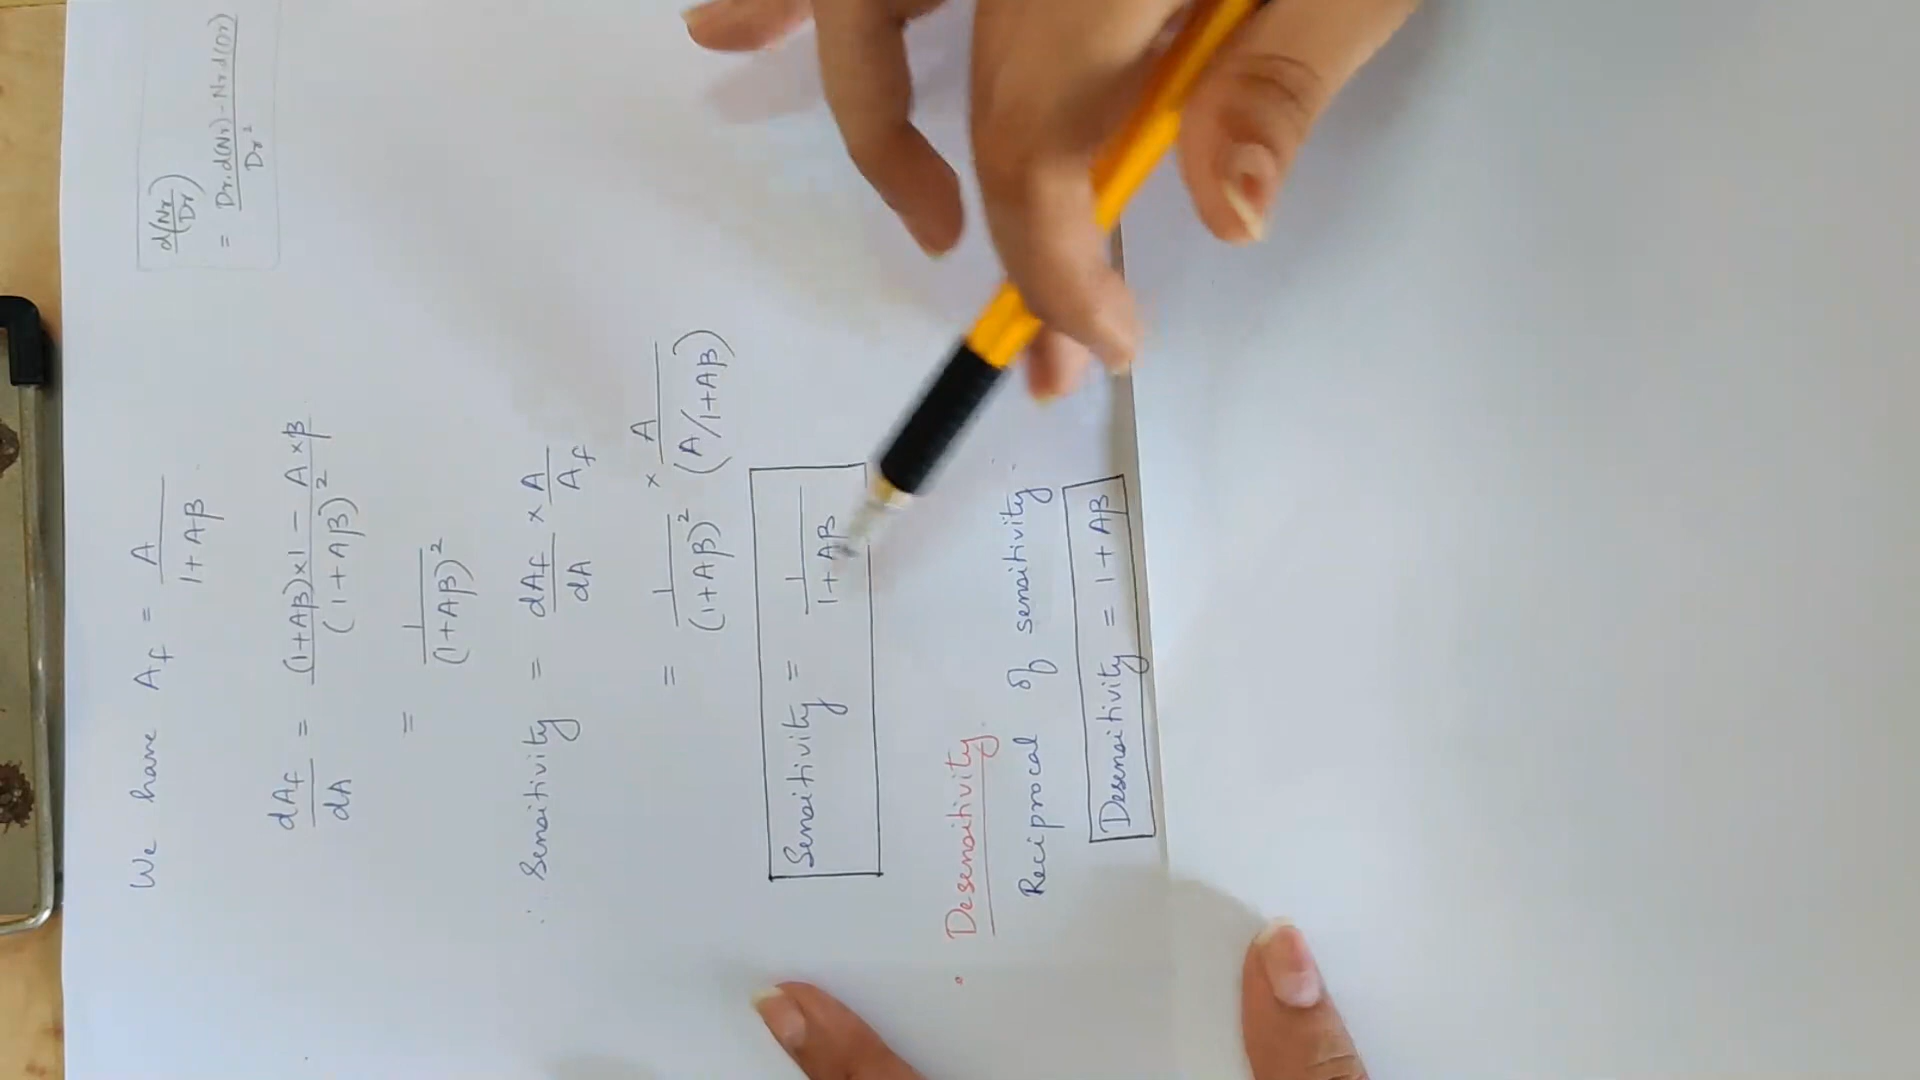 d(Nr/Dr)
= Dr.d(Nr) - Nr d(Dr) / Dr²
We have Af = A / 1+Aβ
dAf / dA = (1+Aβ)×1 - A×β / (1+Aβ)²
= 1 / (1+Aβ)²
∴ Sensitivity = dAf / dA × A / Af
= 1 / (1+Aβ)² × A / (A/1+Aβ)
Sensitivity = 1 / 1+Aβ
• Desensitivity
Reciprocal of sensitivity.
Desensitivity = 1+Aβ